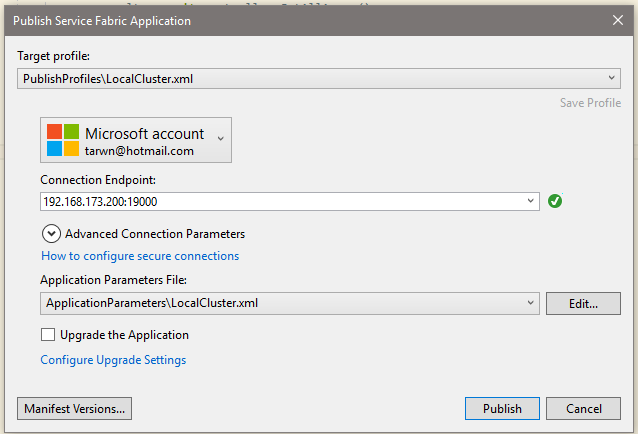 Publish Service Fabric Application
Target profile:
PublishProfiles\LocalCluster.xml
Save Profile
Microsoft account
tarwn@hotmail.com
Connection Endpoint:
192.168.173.200:19000
Advanced Connection Parameters
How to configure secure connections
Application Parameters File:
ApplicationParameters\LocalCluster.xml
Edit...
Upgrade the Application
Configure Upgrade Settings
Manifest Versions...
Publish
Cancel